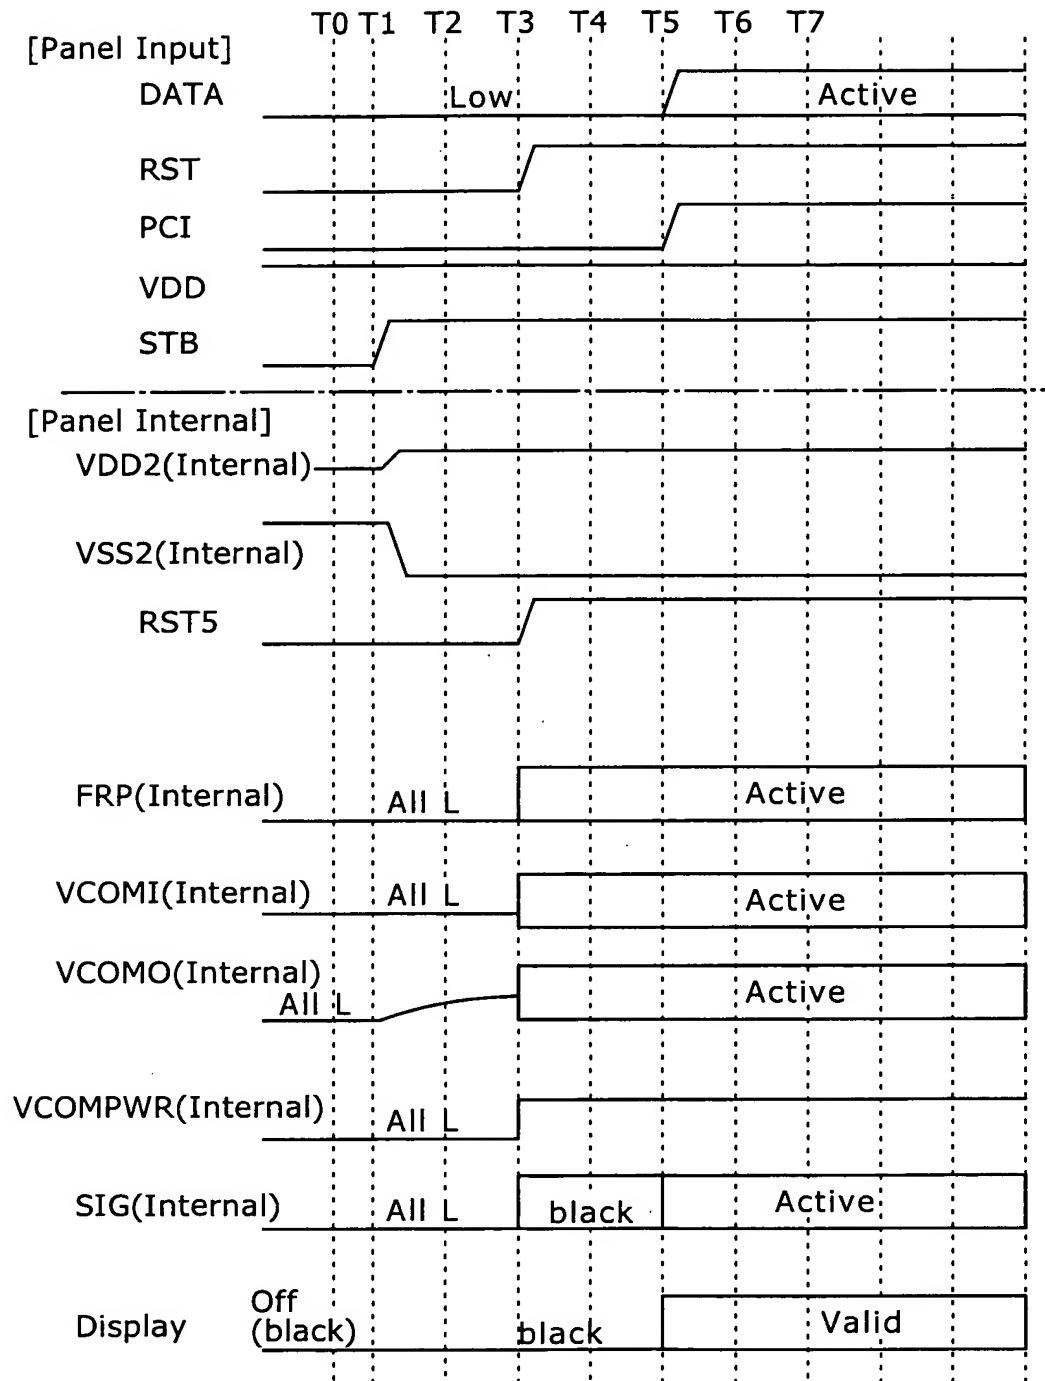 T0 T1 T2 T3 T4 T5 T6 T7
[Panel Input]
DATA Low Active
RST
PCI
VDD
STB
[Panel Internal]
VDD2(Internal)
VSS2(Internal)
RST5
FRP(Internal) All L Active
VCOMI(Internal) All L Active
VCOMO(Internal) All L Active
VCOMPWR(Internal) All L
SIG(Internal) All L black Active
Display Off (black) black Valid